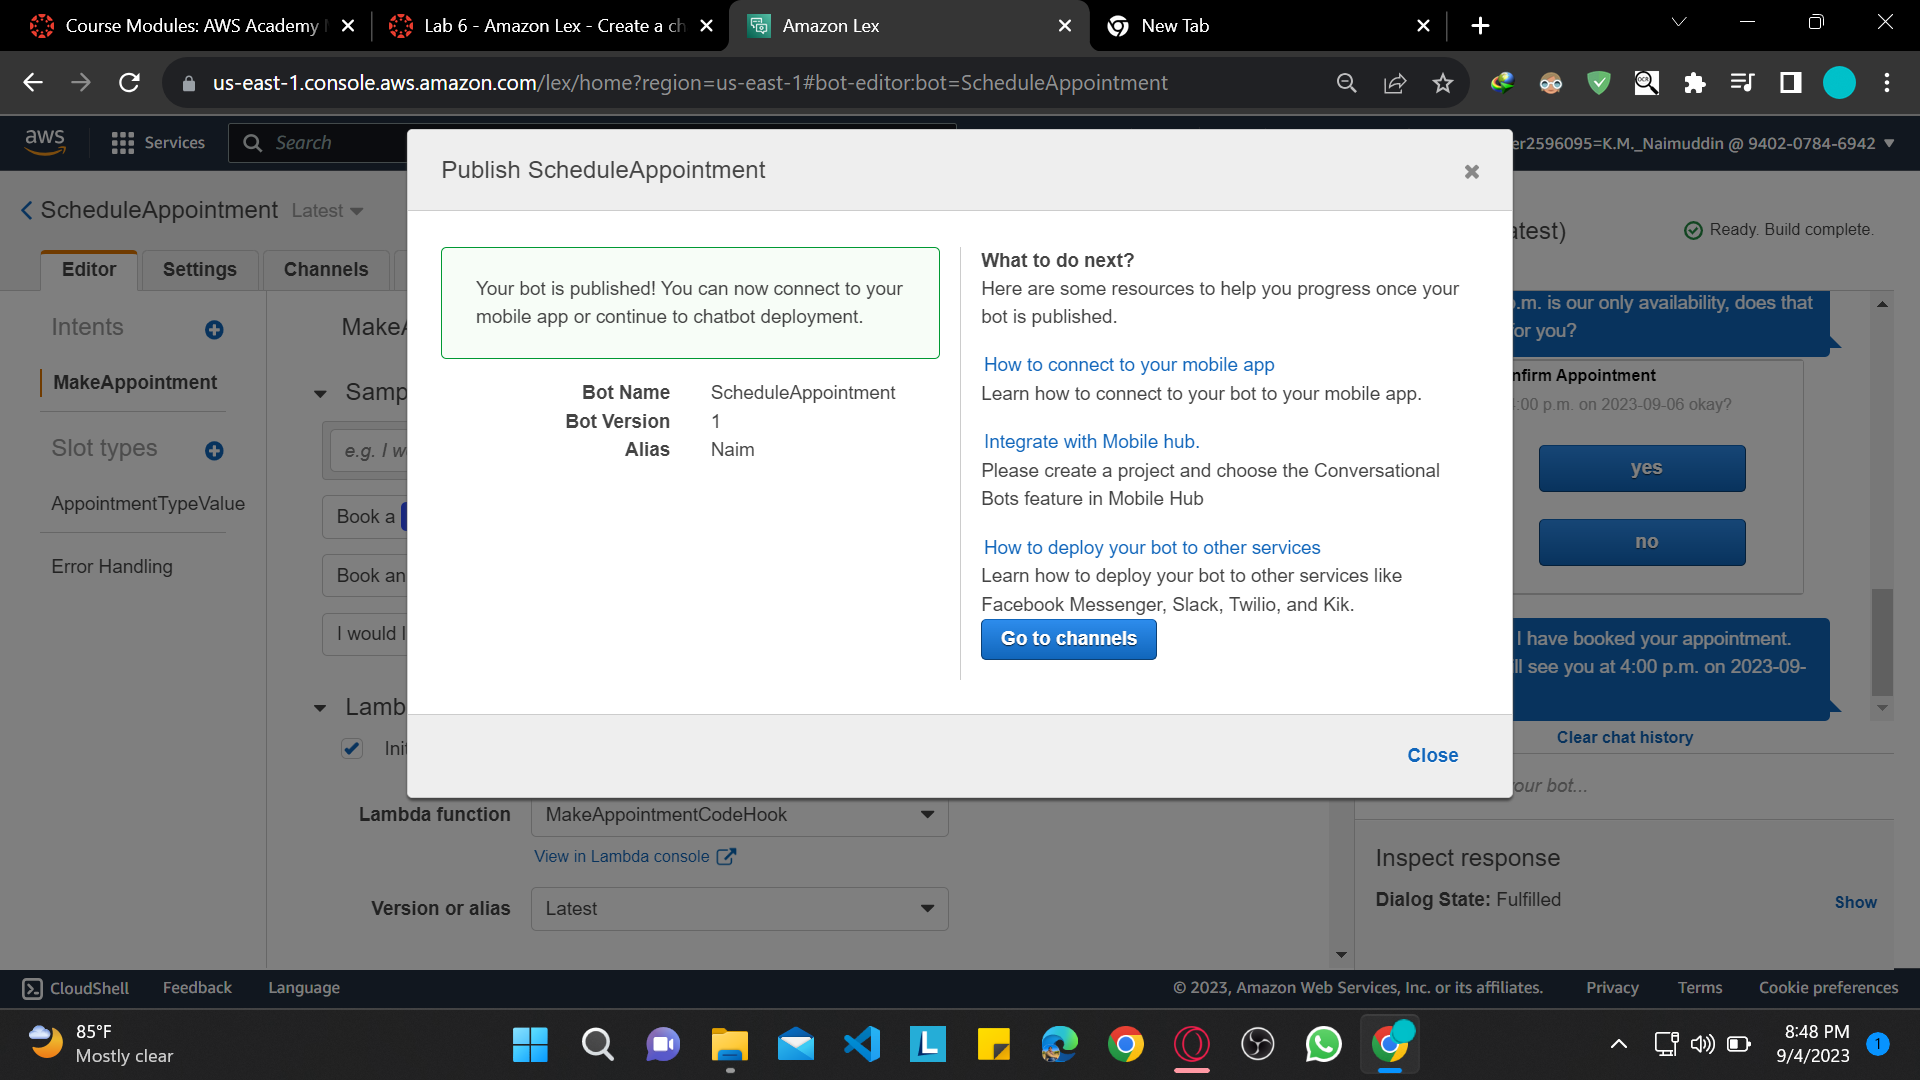 Course Modules: AWS Academy
Lab 6 - Amazon Lex - Create a ch
Amazon Lex
New Tab
us-east-1.console.aws.amazon.com/lex/home?region=us-east-1#bot-editor:bot=ScheduleAppointment
aws
Services
Search
er2596095=K.M._Naimuddin @ 9402-0784-6942
ScheduleAppointment Latest
Editor
Settings
Channels
Intents
MakeAppointment
Slot types
AppointmentTypeValue
Error Handling
MakeA
Samp
e.g. I w
Book a
Book an
I would l
Lamb
Init
Lambda function
MakeAppointmentCodeHook
View in Lambda console
Version or alias
Latest
Publish ScheduleAppointment
Your bot is published! You can now connect to your
mobile app or continue to chatbot deployment.
Bot Name ScheduleAppointment
Bot Version 1
Alias Naim
What to do next?
Here are some resources to help you progress once your
bot is published.
How to connect to your mobile app
Learn how to connect to your bot to your mobile app.
Integrate with Mobile hub.
Please create a project and choose the Conversational
Bots feature in Mobile Hub
How to deploy your bot to other services
Learn how to deploy your bot to other services like
Facebook Messenger, Slack, Twilio, and Kik.
Go to channels
Close
atest)
Ready. Build complete.
.m. is our only availability, does that
or you?
nfirm Appointment
:00 p.m. on 2023-09-06 okay?
yes
no
I have booked your appointment.
ll see you at 4:00 p.m. on 2023-09-
Clear chat history
our bot...
Inspect response
Dialog State: Fulfilled
Show
CloudShell
Feedback
Language
© 2023, Amazon Web Services, Inc. or its affiliates.
Privacy
Terms
Cookie preferences
85°F
Mostly clear
8:48 PM
9/4/2023
1